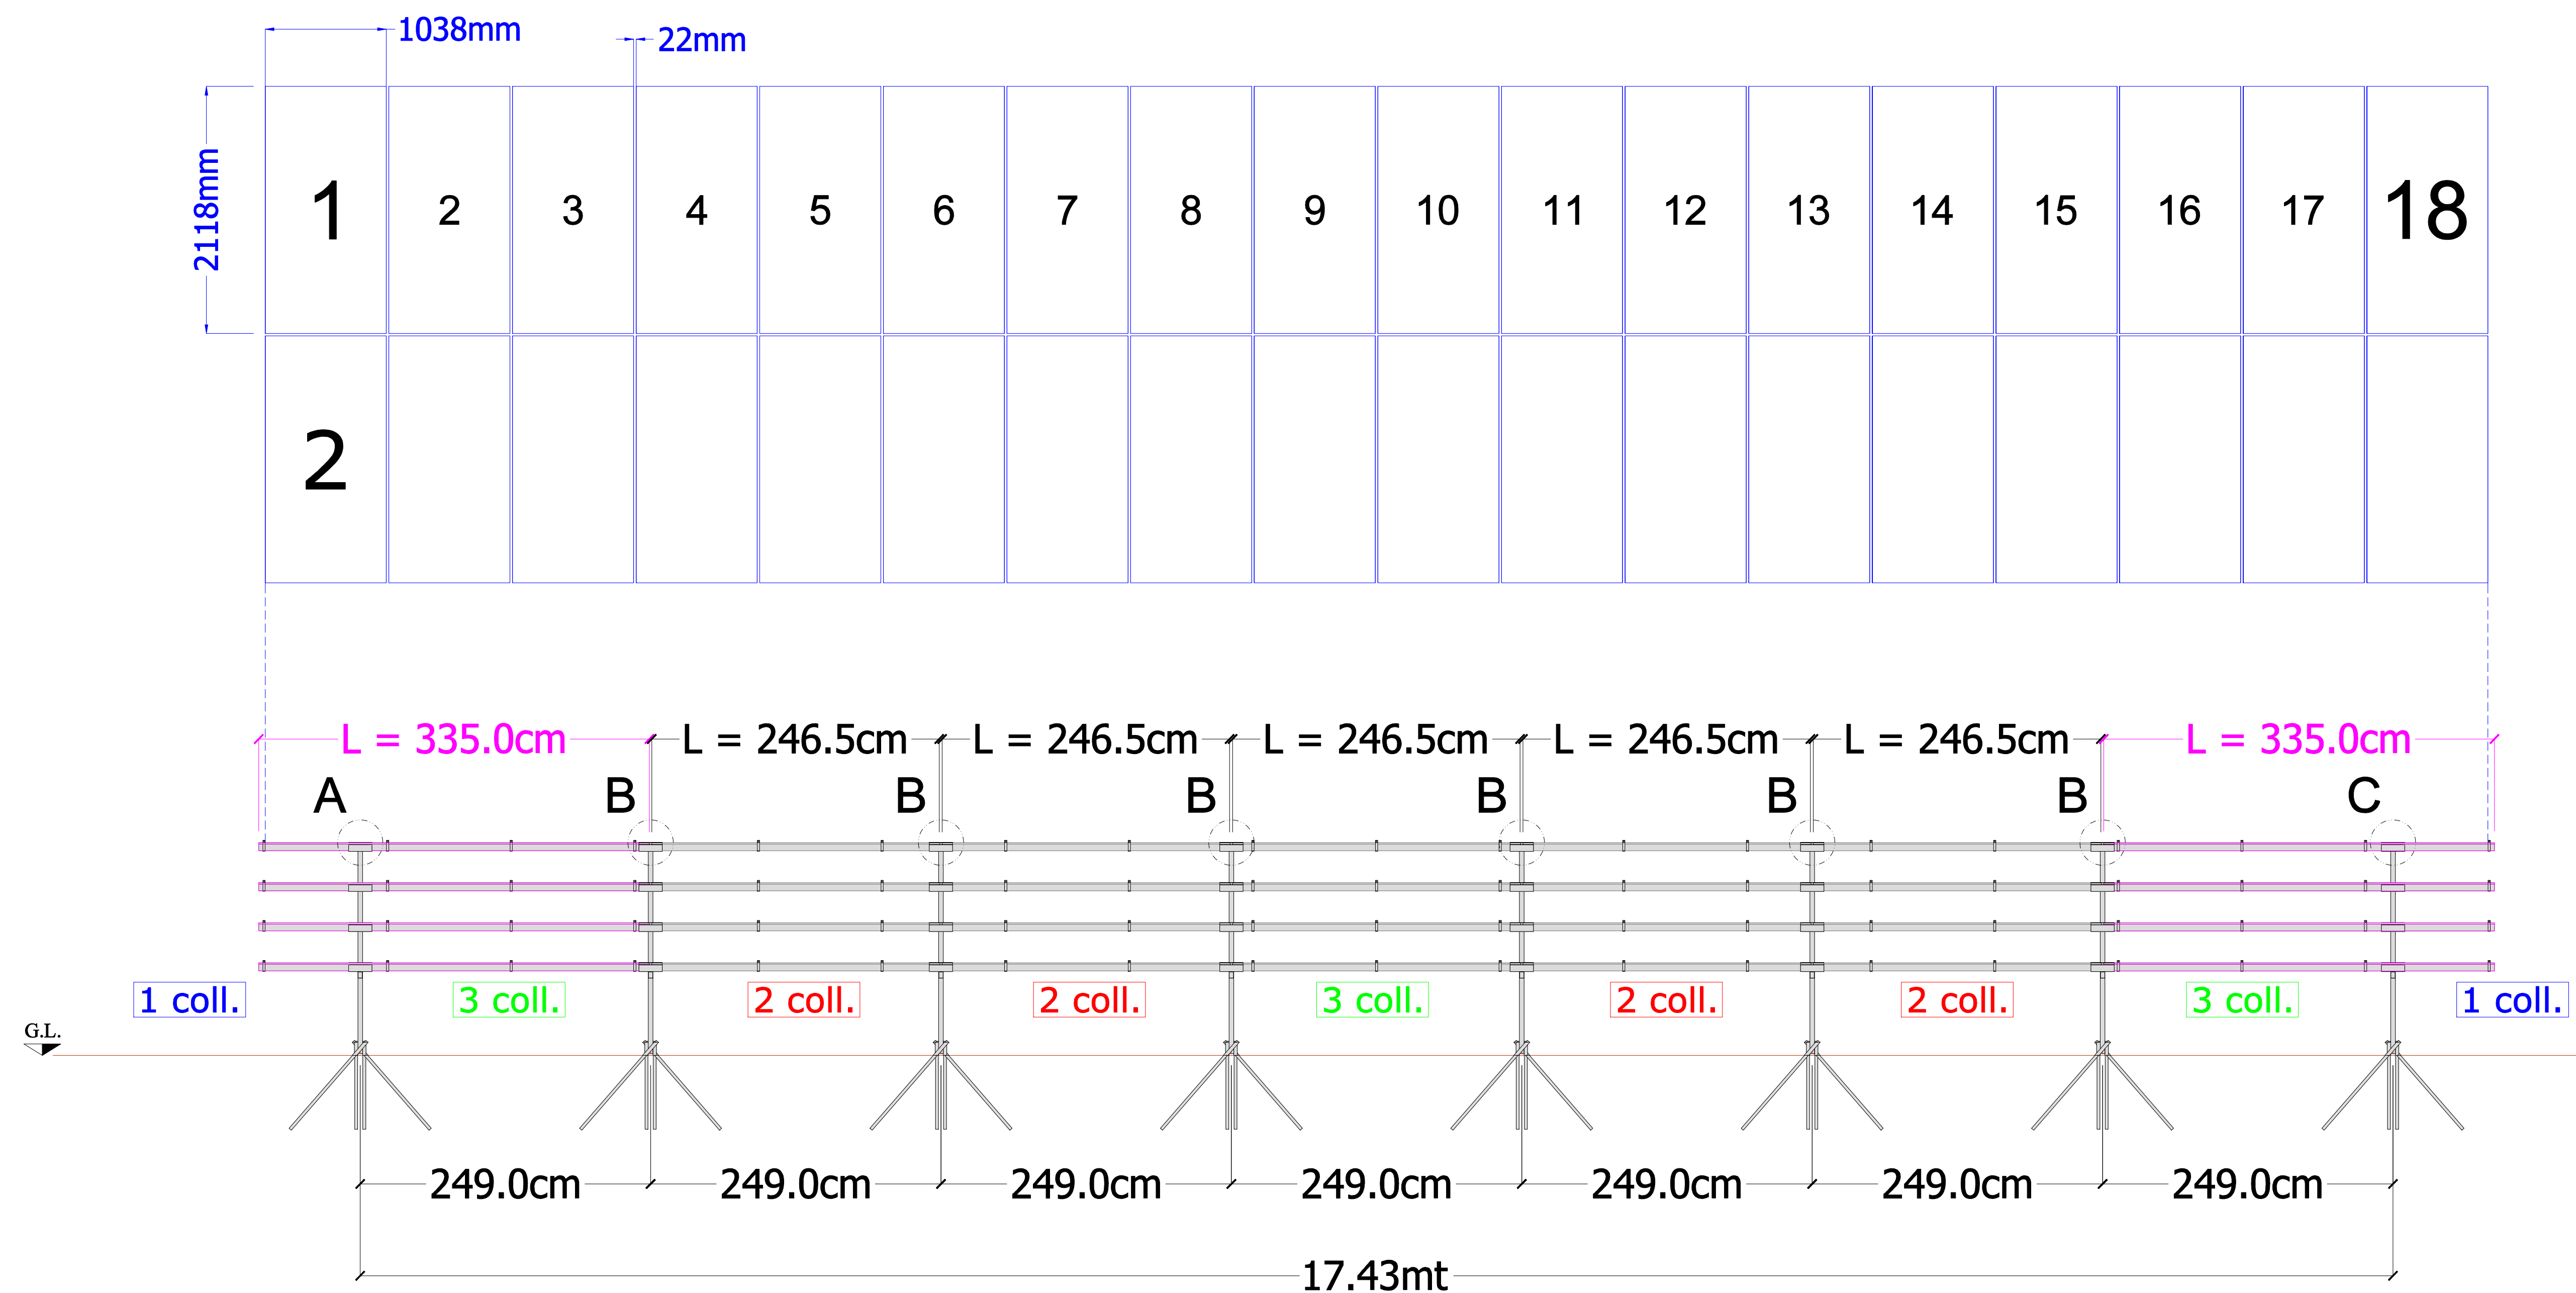 1038mm
22mm
2118mm
1 2 3 4 5 6 7 8 9 10 11 12 13 14 15 16 17 18
2
L = 335.0cm L = 246.5cm L = 246.5cm L = 246.5cm L = 246.5cm L = 246.5cm L = 335.0cm
A B B B B B B C
1 coll. 3 coll. 2 coll. 2 coll. 3 coll. 2 coll. 2 coll. 3 coll. 1 coll.
G.L.
249.0cm 249.0cm 249.0cm 249.0cm 249.0cm 249.0cm 249.0cm
17.43mt